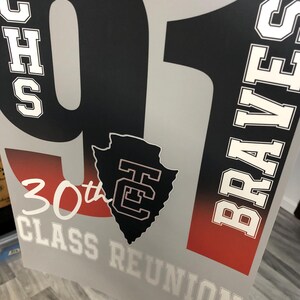 CHS
91
BRAVES
30th
TC
CLASS REUNION